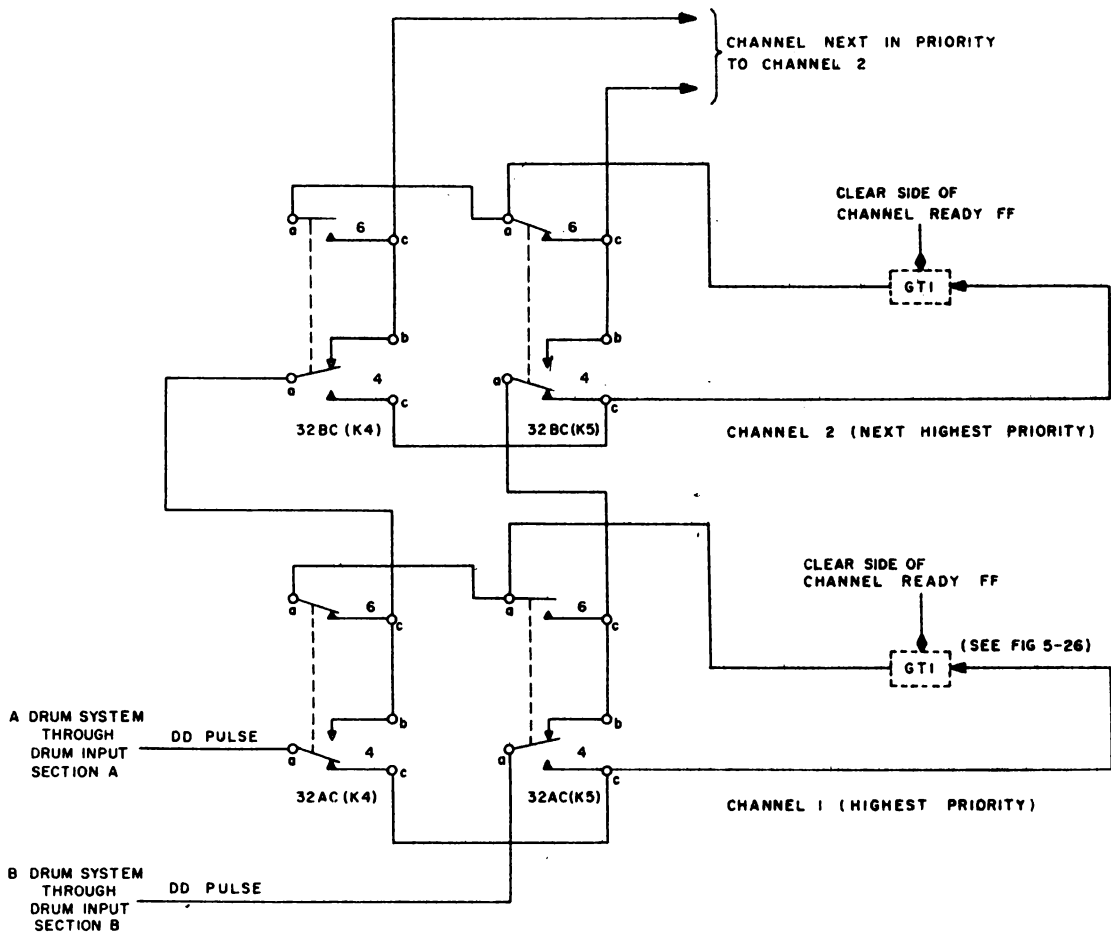 CHANNEL NEXT IN PRIORITY
TO CHANNEL 2
CLEAR SIDE OF
CHANNEL READY FF
a
6
c
a
6
c
GT1
b
b
a
4
c
a
4
c
32BC (K4)
32BC(K5)
CHANNEL 2 (NEXT HIGHEST PRIORITY)
CLEAR SIDE OF
CHANNEL READY FF
a
6
c
a
6
c
GT1
(SEE FIG 5-26)
b
b
A DRUM SYSTEM
THROUGH
DRUM INPUT
SECTION A
DD PULSE
a
4
c
a
4
c
32AC (K4)
32AC(K5)
CHANNEL 1 (HIGHEST PRIORITY)
B DRUM SYSTEM
THROUGH
DRUM INPUT
SECTION B
DD PULSE